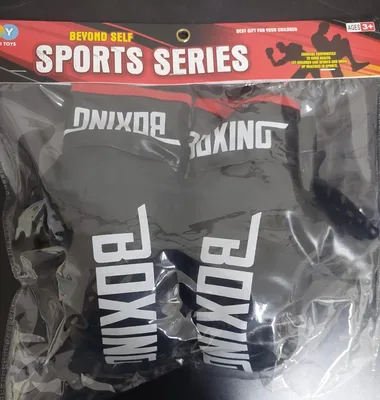 BEYOND SELF
SPORTS SERIES
BEST GIFT FOR YOUR CHILDREN
AGES 3+
TOYS
BOXING
BOXING
BOXING
BOXING